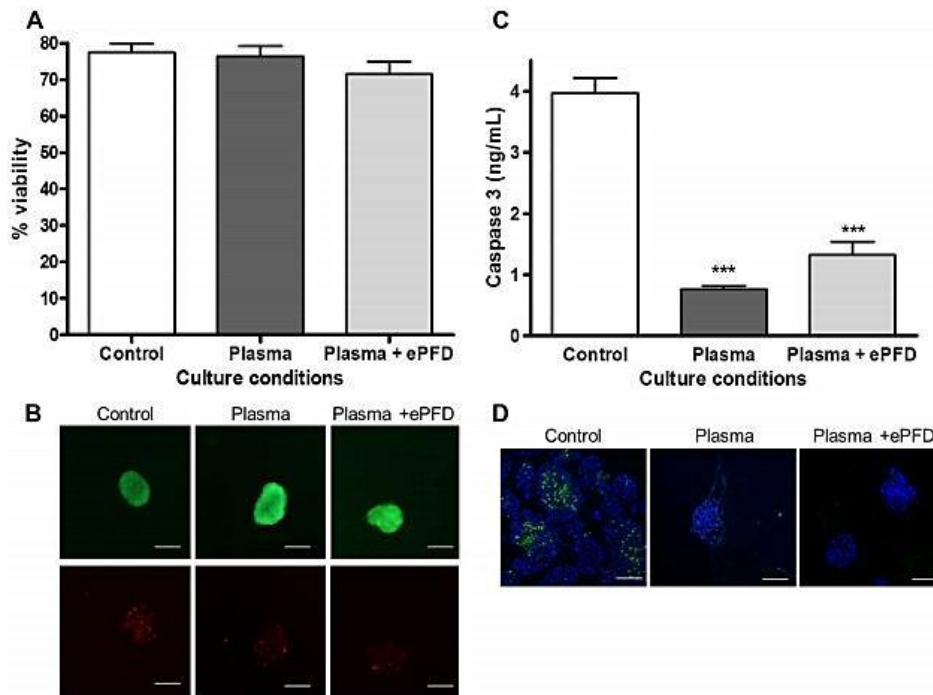 A
% viability
80
70
60
50
40
30
20
10
0
Control Plasma Plasma + ePFD
Culture conditions
C
Caspase 3 (ng/mL)
4
3
2
1
0
***
***
Control Plasma Plasma + ePFD
Culture conditions
B
Control Plasma Plasma +ePFD
D
Control Plasma Plasma +ePFD